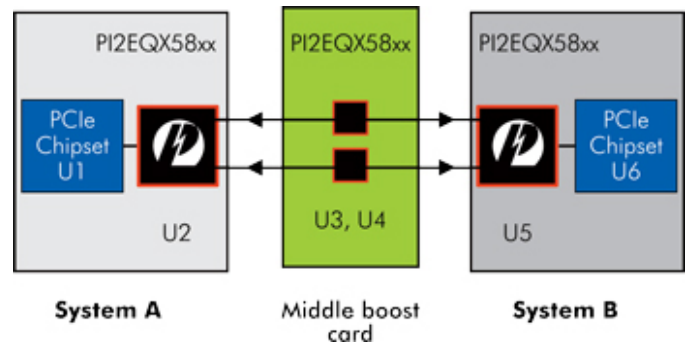 PI2EQX58xx
PI2EQX58xx
PI2EQX58xx
PCIe
Chipset
U1
PCIe
Chipset
U6
U2
U3, U4
U5
System A
Middle boost
card
System B